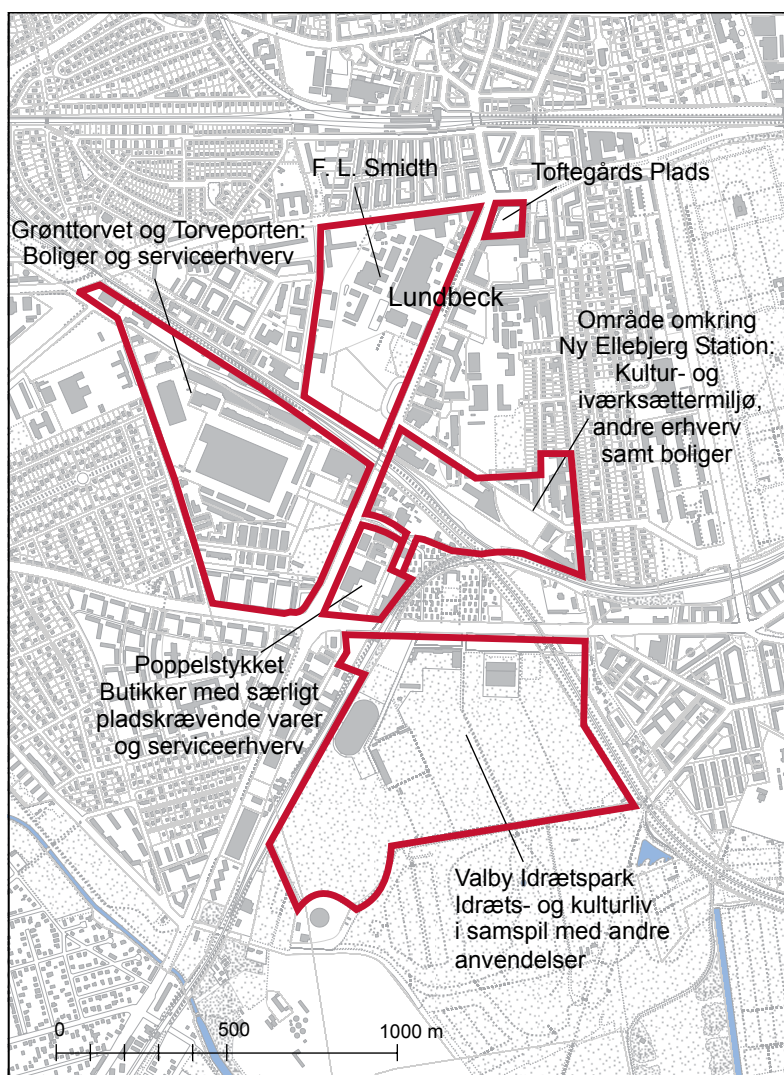 F. L. Smidth
Toftegårds Plads
Grønttorvet og Torveporten:
Boliger og serviceerhverv
Lundbeck
Område omkring
Ny Ellebjerg Station:
Kultur- og
iværksættermiljø,
andre erhverv
samt boliger
Poppelstykket
Butikker med særligt
pladskrævende varer
og serviceerhverv
Valby Idrætspark
Idræts- og kulturliv
i samspil med andre
anvendelser
0 500 1000 m